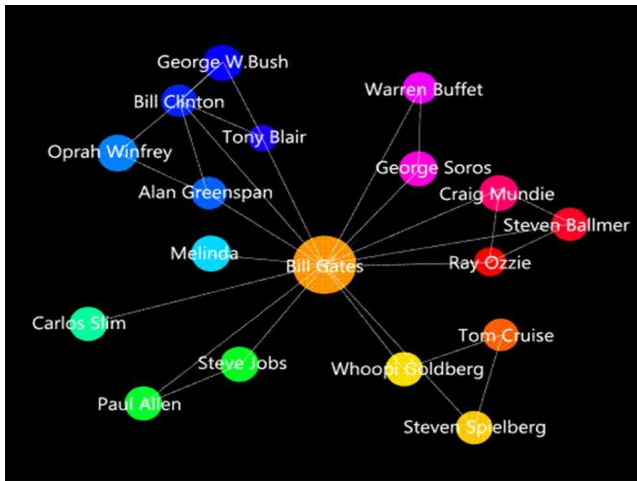 George W.Bush
Warren Buffet
Bill Clinton
Tony Blair
Oprah Winfrey
George Soros
Alan Greenspan
Craig Mundie
Steven Ballmer
Melinda
Bill Gates
Ray Ozzie
Carlos Slim
Tom Cruise
Steve Jobs
Whoopi Goldberg
Paul Allen
Steven Spielberg